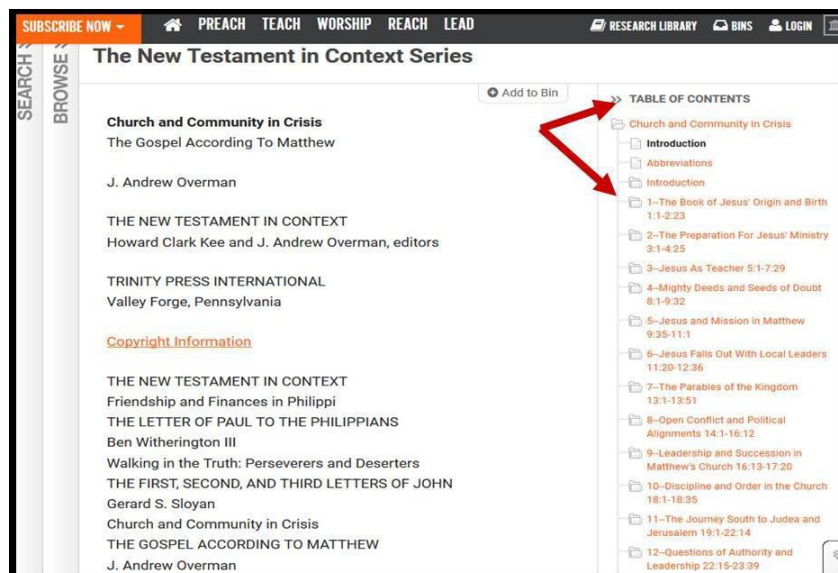 SUBSCRIBE NOW PREACH TEACH WORSHIP REACH LEAD RESEARCH LIBRARY BINS LOGIN
SEARCH »
BROWSE »
The New Testament in Context Series
Add to Bin
Church and Community in Crisis
The Gospel According To Matthew
J. Andrew Overman
THE NEW TESTAMENT IN CONTEXT
Howard Clark Kee and J. Andrew Overman, editors
TRINITY PRESS INTERNATIONAL
Valley Forge, Pennsylvania
Copyright Information
THE NEW TESTAMENT IN CONTEXT
Friendship and Finances in Philippi
THE LETTER OF PAUL TO THE PHILIPPIANS
Ben Witherington III
Walking in the Truth: Perseverers and Deserters
THE FIRST, SECOND, AND THIRD LETTERS OF JOHN
Gerard S. Sloyan
Church and Community in Crisis
THE GOSPEL ACCORDING TO MATTHEW
J. Andrew Overman
» TABLE OF CONTENTS
Church and Community in Crisis
Introduction
Abbreviations
Introduction
1--The Book of Jesus' Origin and Birth
1:1-2:23
2--The Preparation For Jesus' Ministry
3:1-4:25
3--Jesus As Teacher 5:1-7:29
4--Mighty Deeds and Seeds of Doubt
8:1-9:32
5--Jesus and Mission in Matthew
9:35-11:1
6--Jesus Falls Out With Local Leaders
11:20-12:36
7--The Parables of the Kingdom
13:1-13:51
8--Open Conflict and Political
Alignments 14:1-16:12
9--Leadership and Succession in
Matthew's Church 16:13-17:20
10--Discipline and Order in the Church
18:1-18:35
11--The Journey South to Judea and
Jerusalem 19:1-22:14
12--Questions of Authority and
Leadership 22:15-23:39